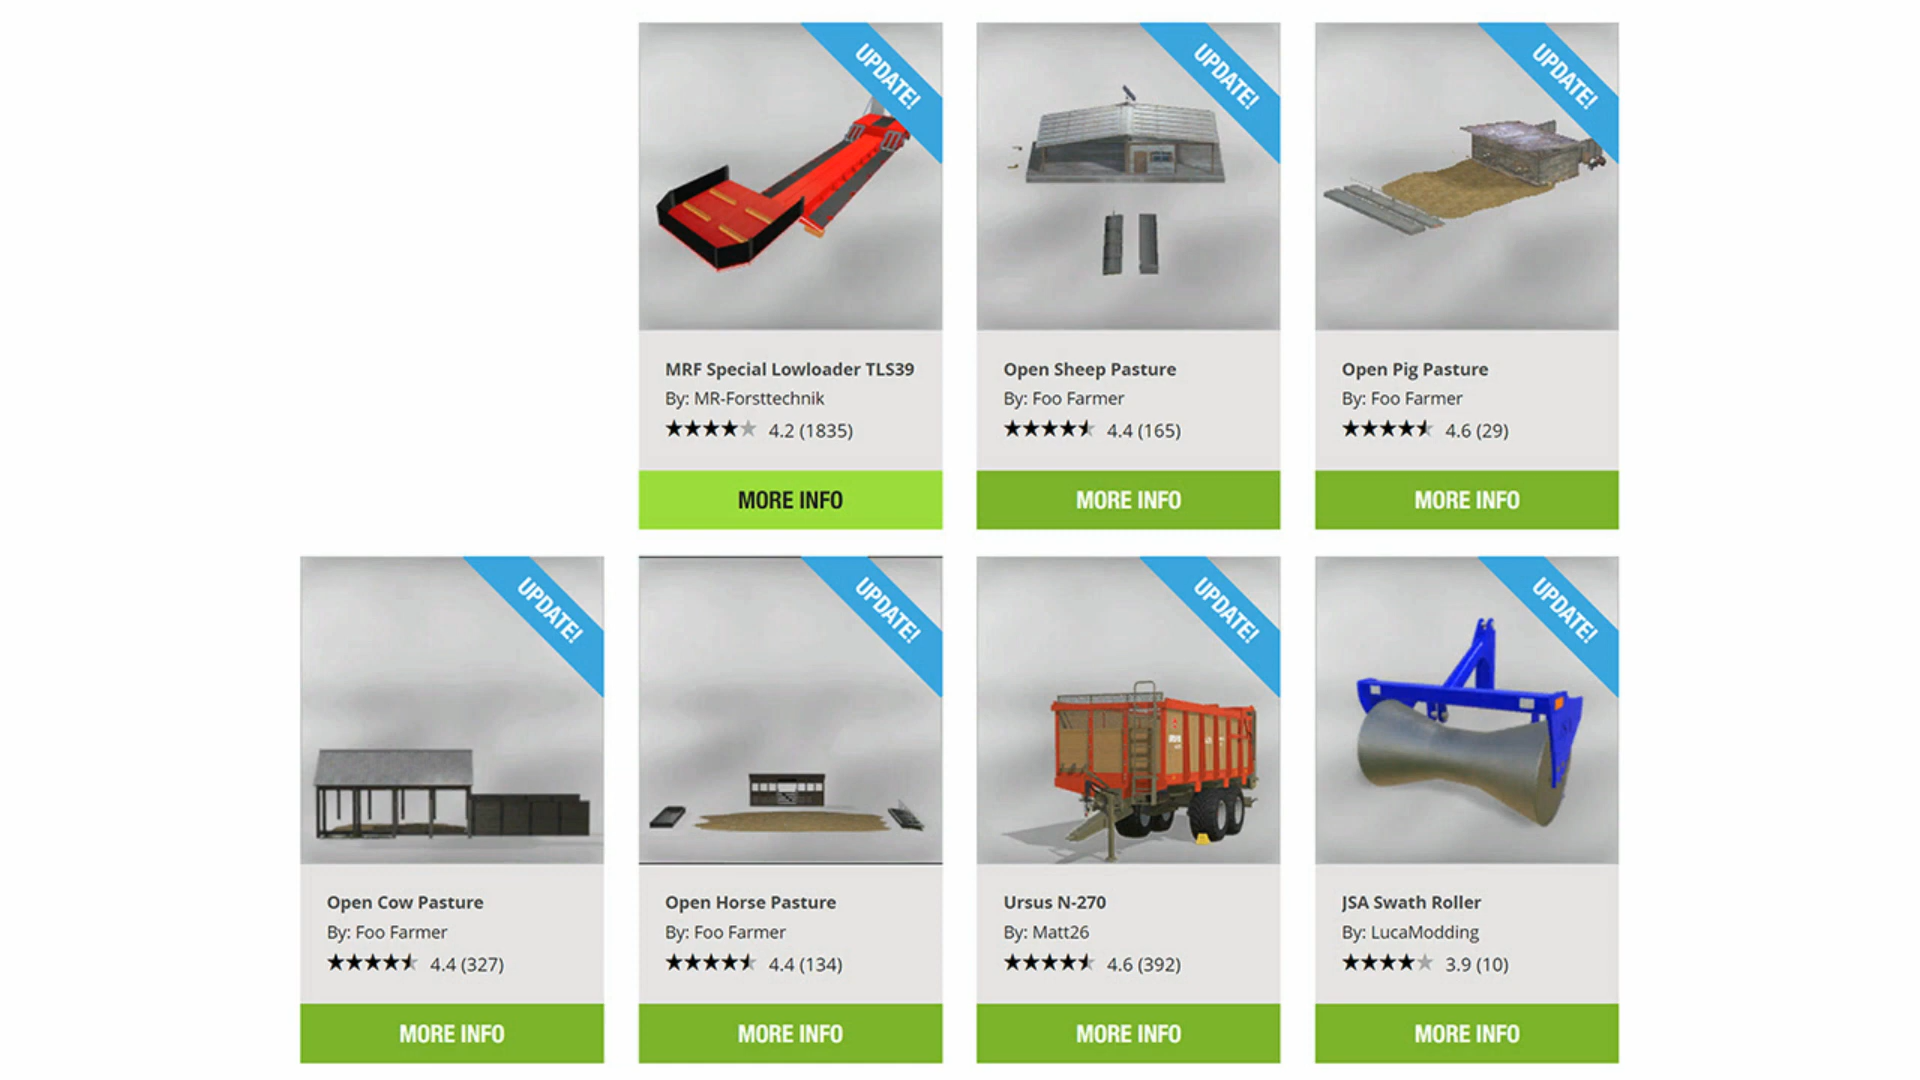 UPDATE!
UPDATE!
UPDATE!
MRF Special Lowloader TLS39
By: MR-Forsttechnik
4.2 (1835)
MORE INFO
Open Sheep Pasture
By: Foo Farmer
4.4 (165)
MORE INFO
Open Pig Pasture
By: Foo Farmer
4.6 (29)
MORE INFO
UPDATE!
UPDATE!
UPDATE!
UPDATE!
Open Cow Pasture
By: Foo Farmer
4.4 (327)
MORE INFO
Open Horse Pasture
By: Foo Farmer
4.4 (134)
MORE INFO
Ursus N-270
By: Matt26
4.6 (392)
MORE INFO
JSA Swath Roller
By: LucaModding
3.9 (10)
MORE INFO